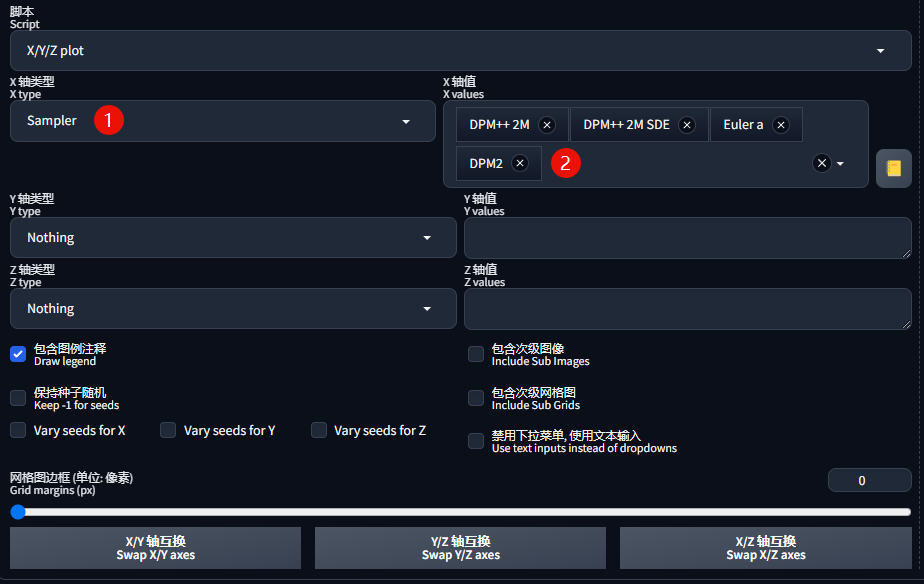 脚本
Script
X/Y/Z plot
X 轴类型
X type
X 轴值
X values
Sampler 1
DPM++ 2M DPM++ 2M SDE Euler a
DPM2 2
Y 轴类型
Y type
Y 轴值
Y values
Nothing
Z 轴类型
Z type
Z 轴值
Z values
Nothing
包含图例注释
Draw legend
包含次级图像
Include Sub Images
保持种子随机
Keep -1 for seeds
包含次级网格图
Include Sub Grids
Vary seeds for X Vary seeds for Y Vary seeds for Z
禁用下拉菜单, 使用文本输入
Use text inputs instead of dropdowns
网格图边框 (单位: 像素)
Grid margins (px)
0
X/Y 轴互换
Swap X/Y axes
Y/Z 轴互换
Swap Y/Z axes
X/Z 轴互换
Swap X/Z axes